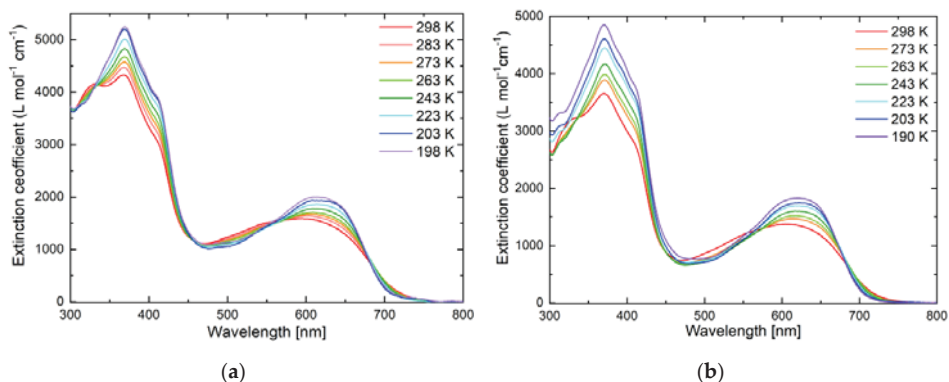 Extinction ceofficient (L mol⁻¹ cm⁻¹)
5000
4000
3000
2000
1000
0
300 400 500 600 700 800
Wavelength [nm]
298 K
283 K
273 K
263 K
243 K
223 K
203 K
198 K
(a)
Extinction coefficient (L mol⁻¹cm⁻¹)
5000
4000
3000
2000
1000
0
300 400 500 600 700 800
Wavelength [nm]
298 K
273 K
263 K
243 K
223 K
203 K
190 K
(b)